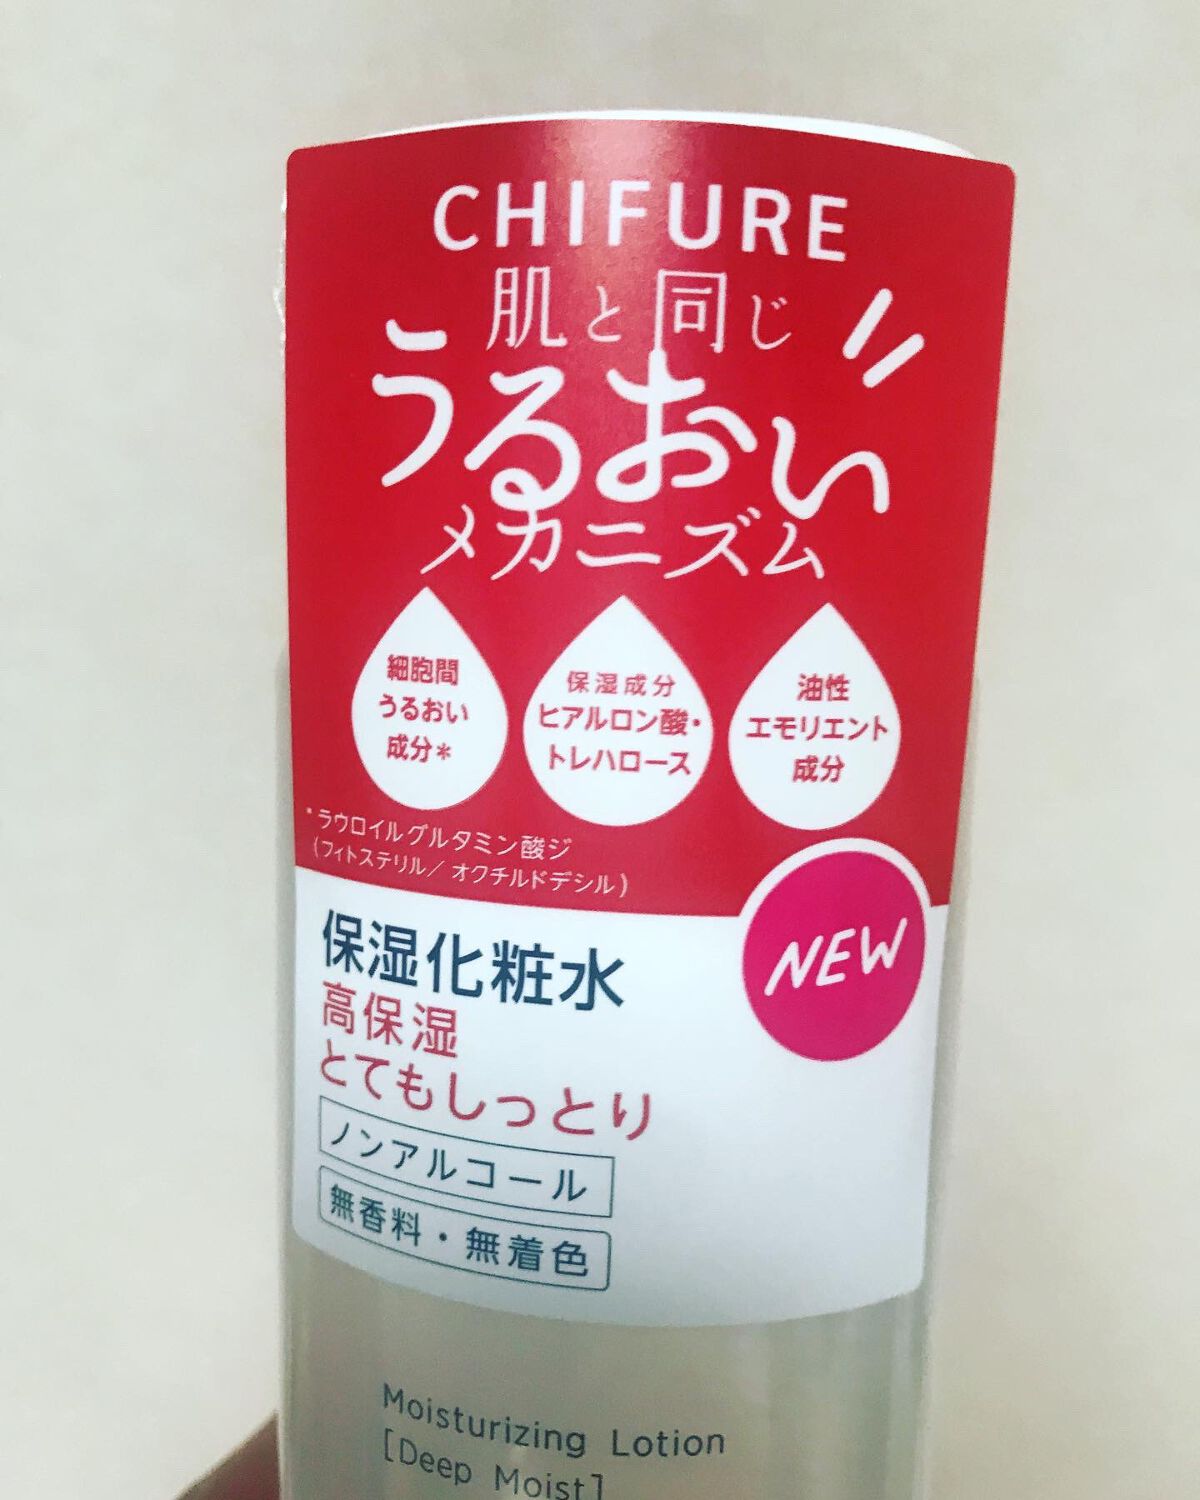 CHIFURE
肌と同じ
うるおい
メカニズム
細胞間
うるおい
成分*
保湿成分
ヒアルロン酸・
トレハロース
油性
エモリエント
成分
*ラウロイルグルタミン酸ジ
(フィトステリル/オクチルドデシル)
NEW
保湿化粧水
高保湿
とてもしっとり
ノンアルコール
無香料・無着色
Moisturizing Lotion
[Deep Moist]